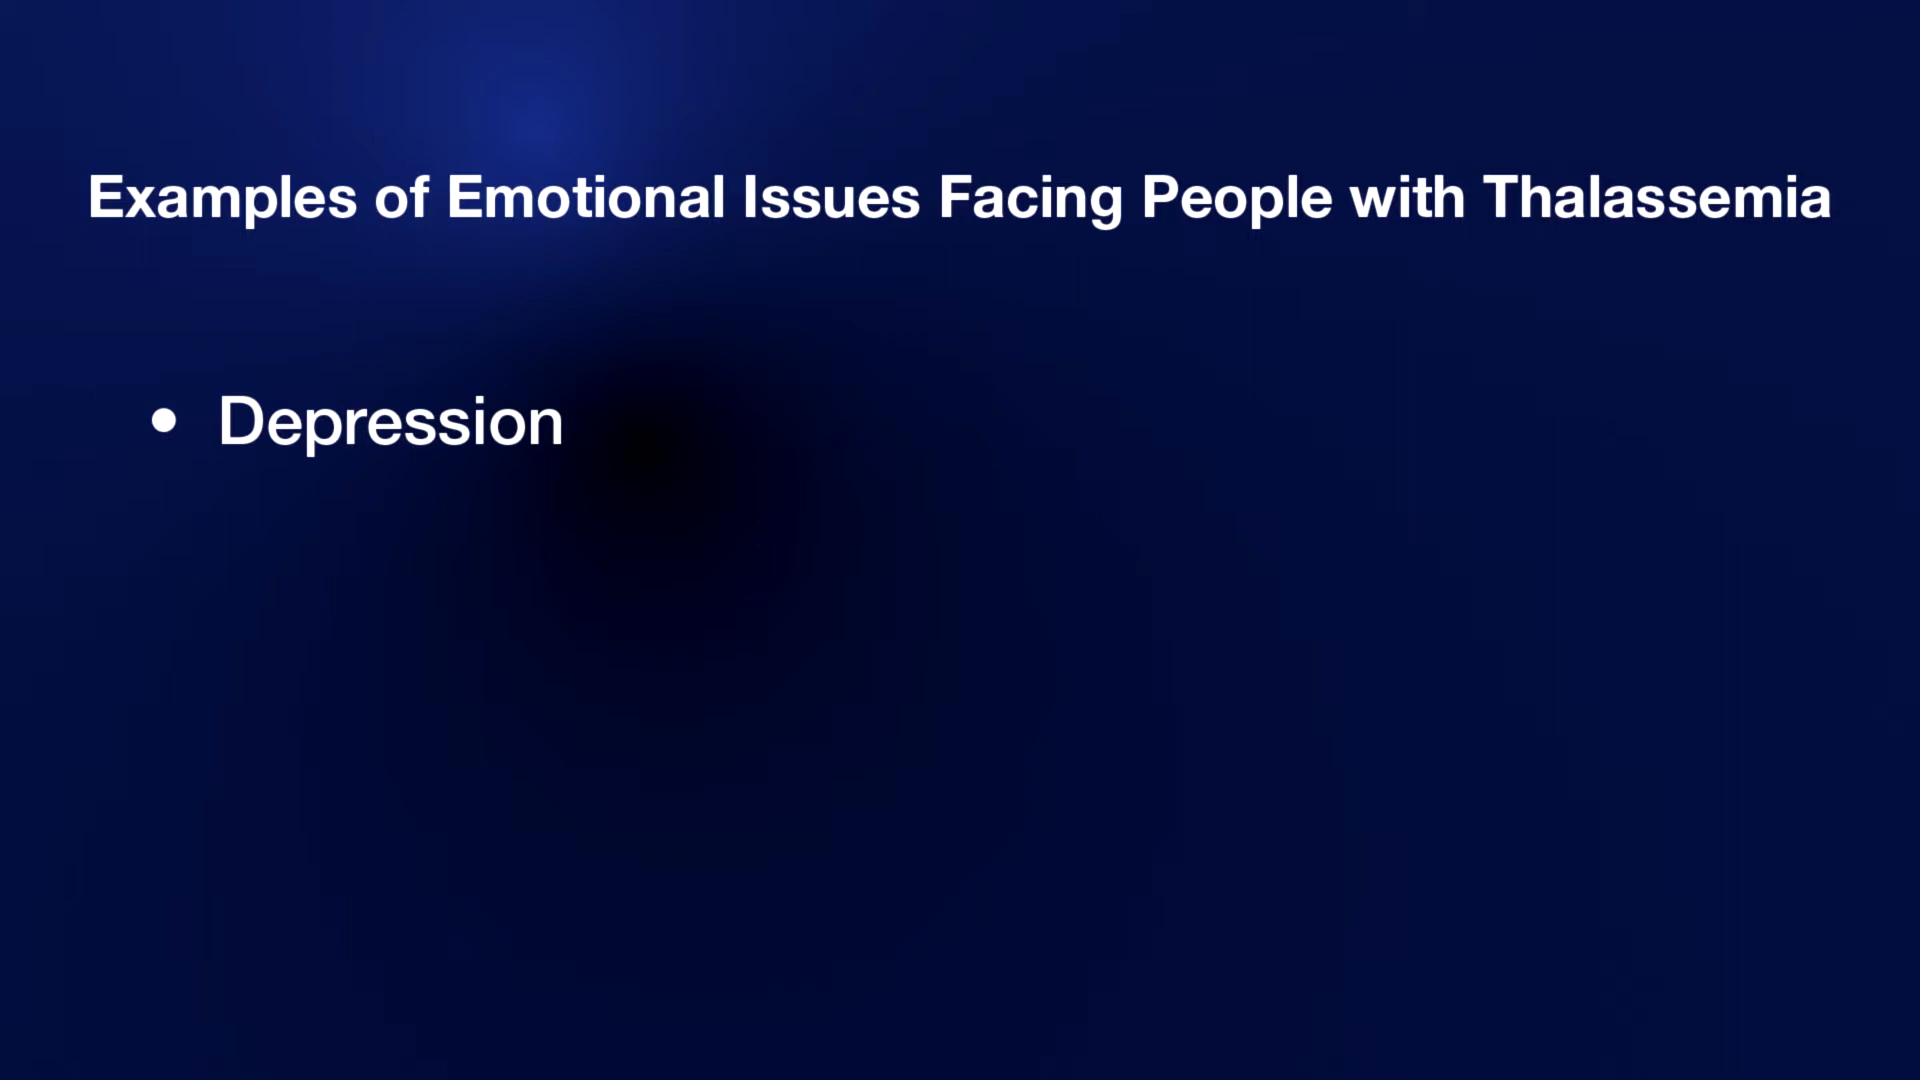 Examples of Emotional Issues Facing People with Thalassemia
• Depression